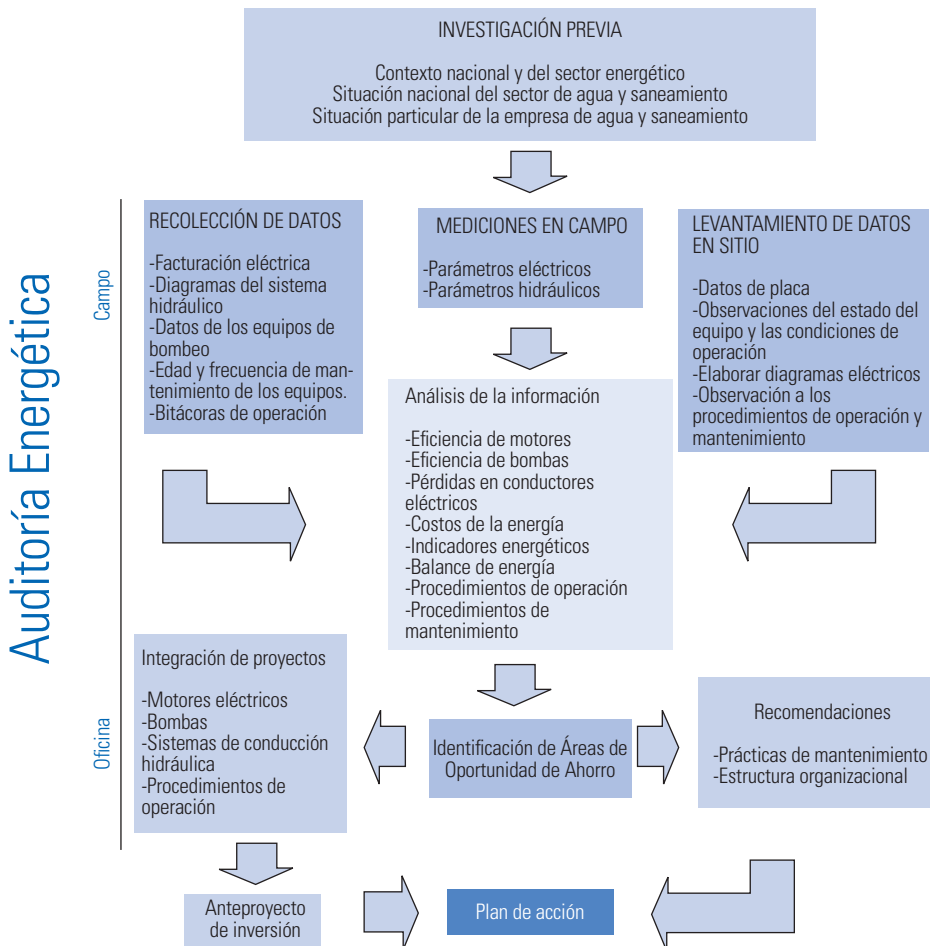 Auditoría Energética
Campo
Oficina
INVESTIGACIÓN PREVIA
Contexto nacional y del sector energético
Situación nacional del sector de agua y saneamiento
Situación particular de la empresa de agua y saneamiento
RECOLECCIÓN DE DATOS
-Facturación eléctrica
-Diagramas del sistema
hidráulico
-Datos de los equipos de
bombeo
-Edad y frecuencia de man-
tenimiento de los equipos.
-Bitácoras de operación
MEDICIONES EN CAMPO
-Parámetros eléctricos
-Parámetros hidráulicos
LEVANTAMIENTO DE DATOS
EN SITIO
-Datos de placa
-Observaciones del estado del
equipo y las condiciones de
operación
-Elaborar diagramas eléctricos
-Observación a los
procedimientos de operación y
mantenimiento
Análisis de la información
-Eficiencia de motores
-Eficiencia de bombas
-Pérdidas en conductores
eléctricos
-Costos de la energía
-Indicadores energéticos
-Balance de energía
-Procedimientos de operación
-Procedimientos de
mantenimiento
Integración de proyectos
-Motores eléctricos
-Bombas
-Sistemas de conducción
hidráulica
-Procedimientos de
operación
Identificación de Áreas de
Oportunidad de Ahorro
Recomendaciones
-Prácticas de mantenimiento
-Estructura organizacional
Anteproyecto
de inversión
Plan de acción